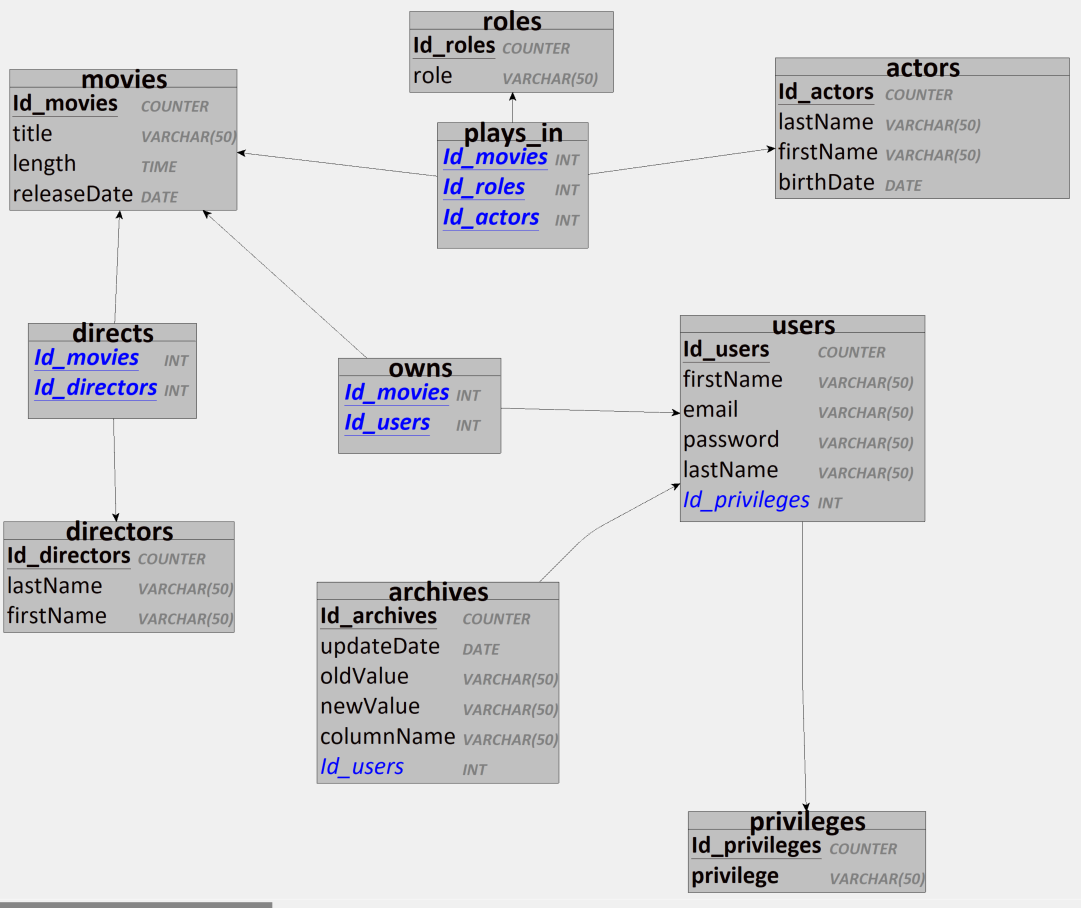 roles
Id_roles COUNTER
role VARCHAR(50)
movies
Id_movies COUNTER
title VARCHAR(50)
length TIME
releaseDate DATE
plays_in
Id_movies INT
Id_roles INT
Id_actors INT
actors
Id_actors COUNTER
lastName VARCHAR(50)
firstName VARCHAR(50)
birthDate DATE
directs
Id_movies INT
Id_directors INT
owns
Id_movies INT
Id_users INT
users
Id_users COUNTER
firstName VARCHAR(50)
email VARCHAR(50)
password VARCHAR(50)
lastName VARCHAR(50)
Id_privileges INT
directors
Id_directors COUNTER
lastName VARCHAR(50)
firstName VARCHAR(50)
archives
Id_archives COUNTER
updateDate DATE
oldValue VARCHAR(50)
newValue VARCHAR(50)
columnName VARCHAR(50)
Id_users INT
privileges
Id_privileges COUNTER
privilege VARCHAR(50)